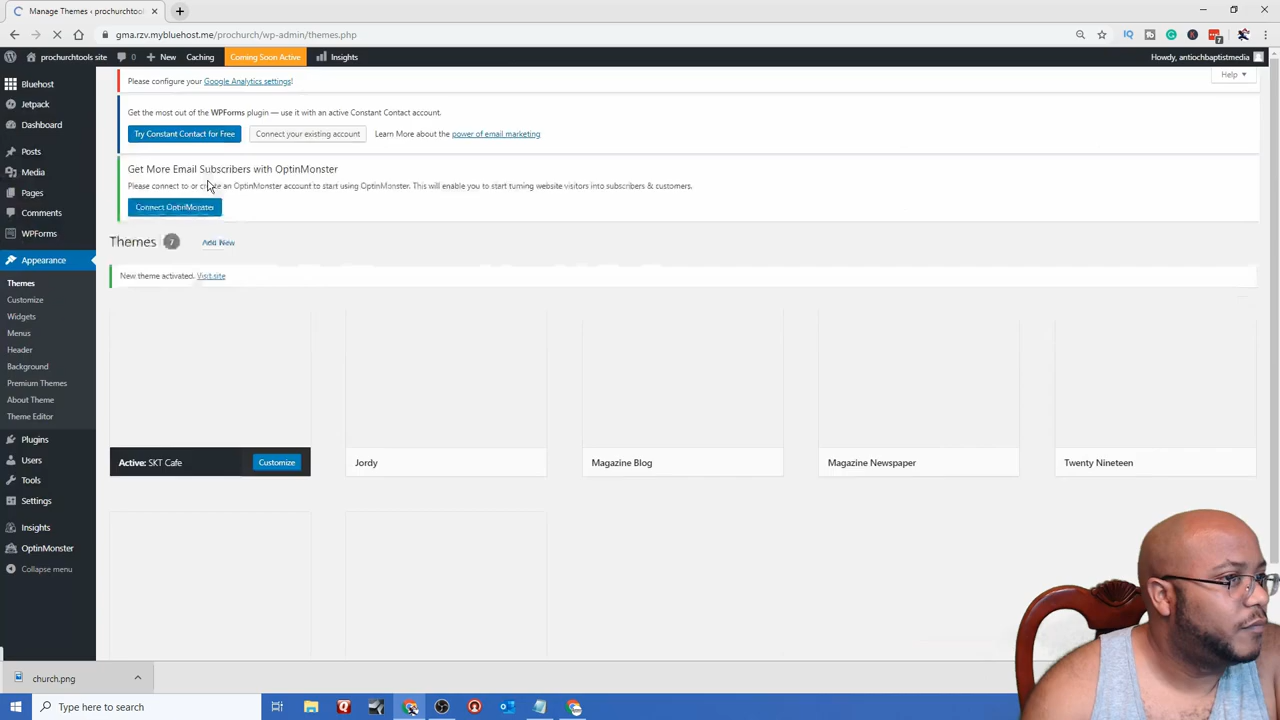 Manage Themes ‹ prochurchtools
gma.rzv.mybluehost.me/prochurch/wp-admin/themes.php
prochurchtools site
0
New
Caching
Coming Soon Active
Insights
Howdy, antiochbaptistmedia
Bluehost
Jetpack
Dashboard
Posts
Media
Pages
Comments
WPForms
Appearance
Themes
Customize
Widgets
Menus
Header
Background
Premium Themes
About Theme
Theme Editor
Plugins
Users
Tools
Settings
Insights
OptinMonster
Collapse menu
Help
Please configure your Google Analytics settings!
Get the most out of the WPForms plugin — use it with an active Constant Contact account.
Try Constant Contact for Free
Connect your existing account
Learn More about the power of email marketing
Get More Email Subscribers with OptinMonster
Please connect to or create an OptinMonster account to start using OptinMonster. This will enable you to start turning website visitors into subscribers & customers.
Connect OptinMonster
Themes 7 Add New
New theme activated. Visit site
Active: SKT Cafe
Customize
Jordy
Magazine Blog
Magazine Newspaper
Twenty Nineteen
church.png
Type here to search